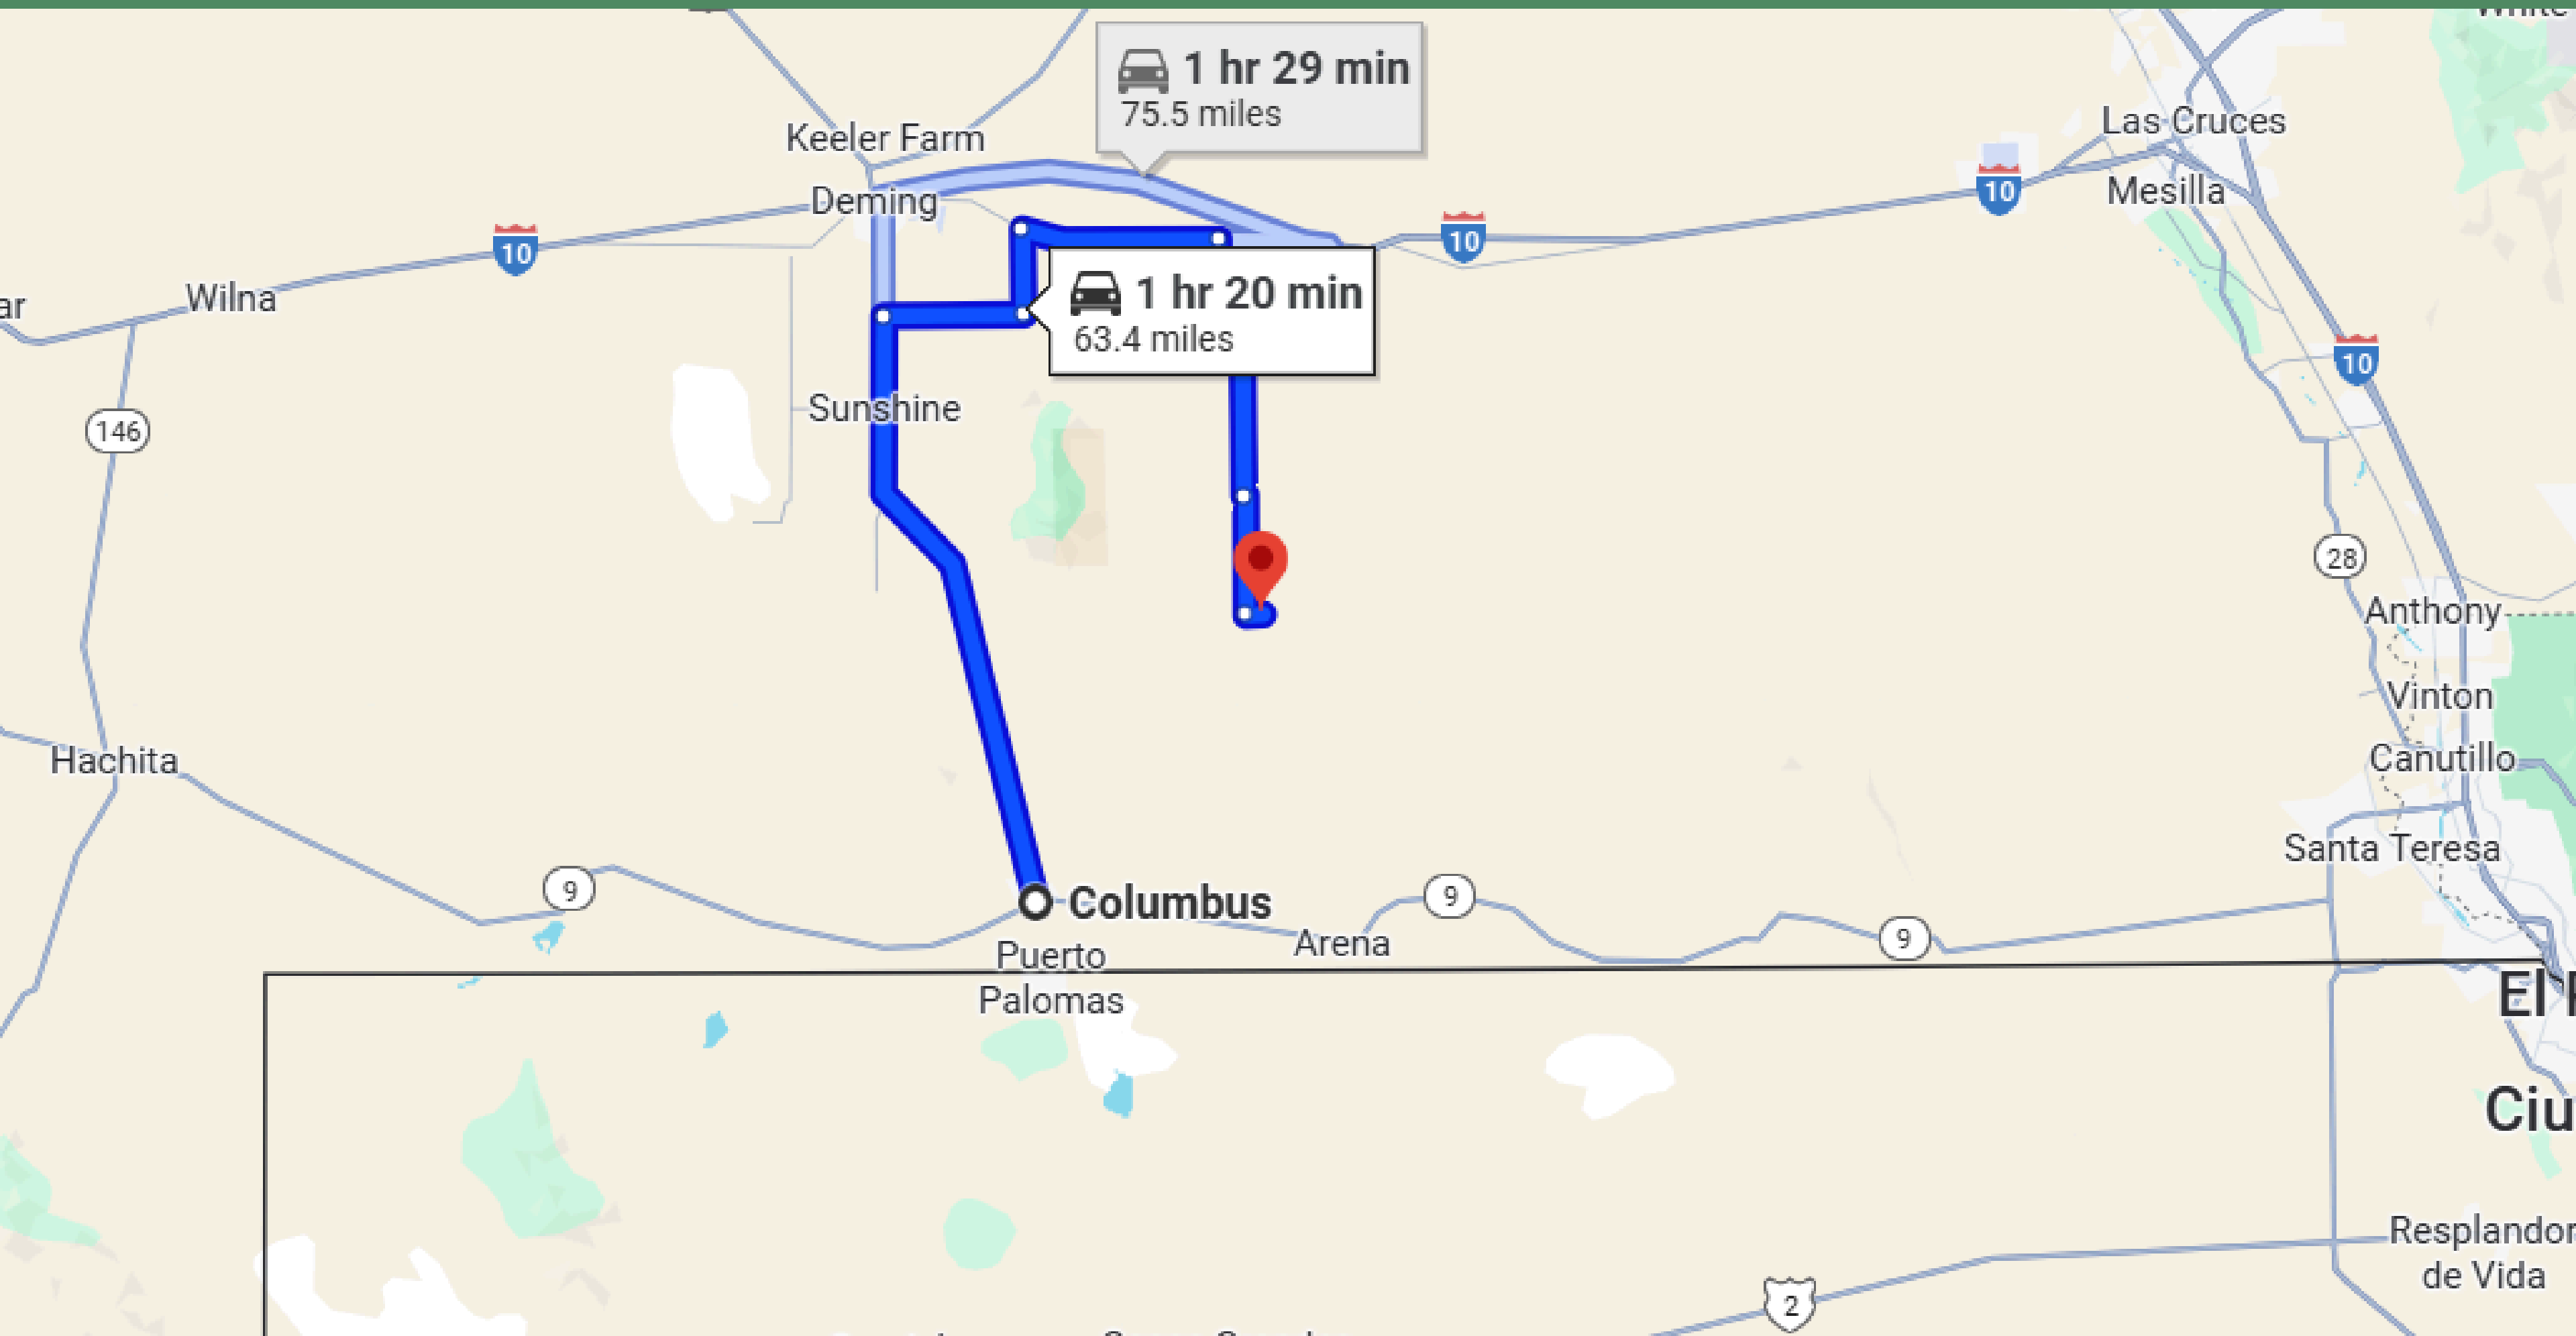 1 hr 29 min
75.5 miles
Las Cruces
Keeler Farm
Mesilla
10
Deming
10
10
1 hr 20 min
63.4 miles
Wilna
10
Sunshine
146
28
Anthony
Vinton
Hachita
Canutillo
Santa Teresa
9
9
Columbus
9
Arena
Puerto
Palomas
El
Resplandor
de Vida
2